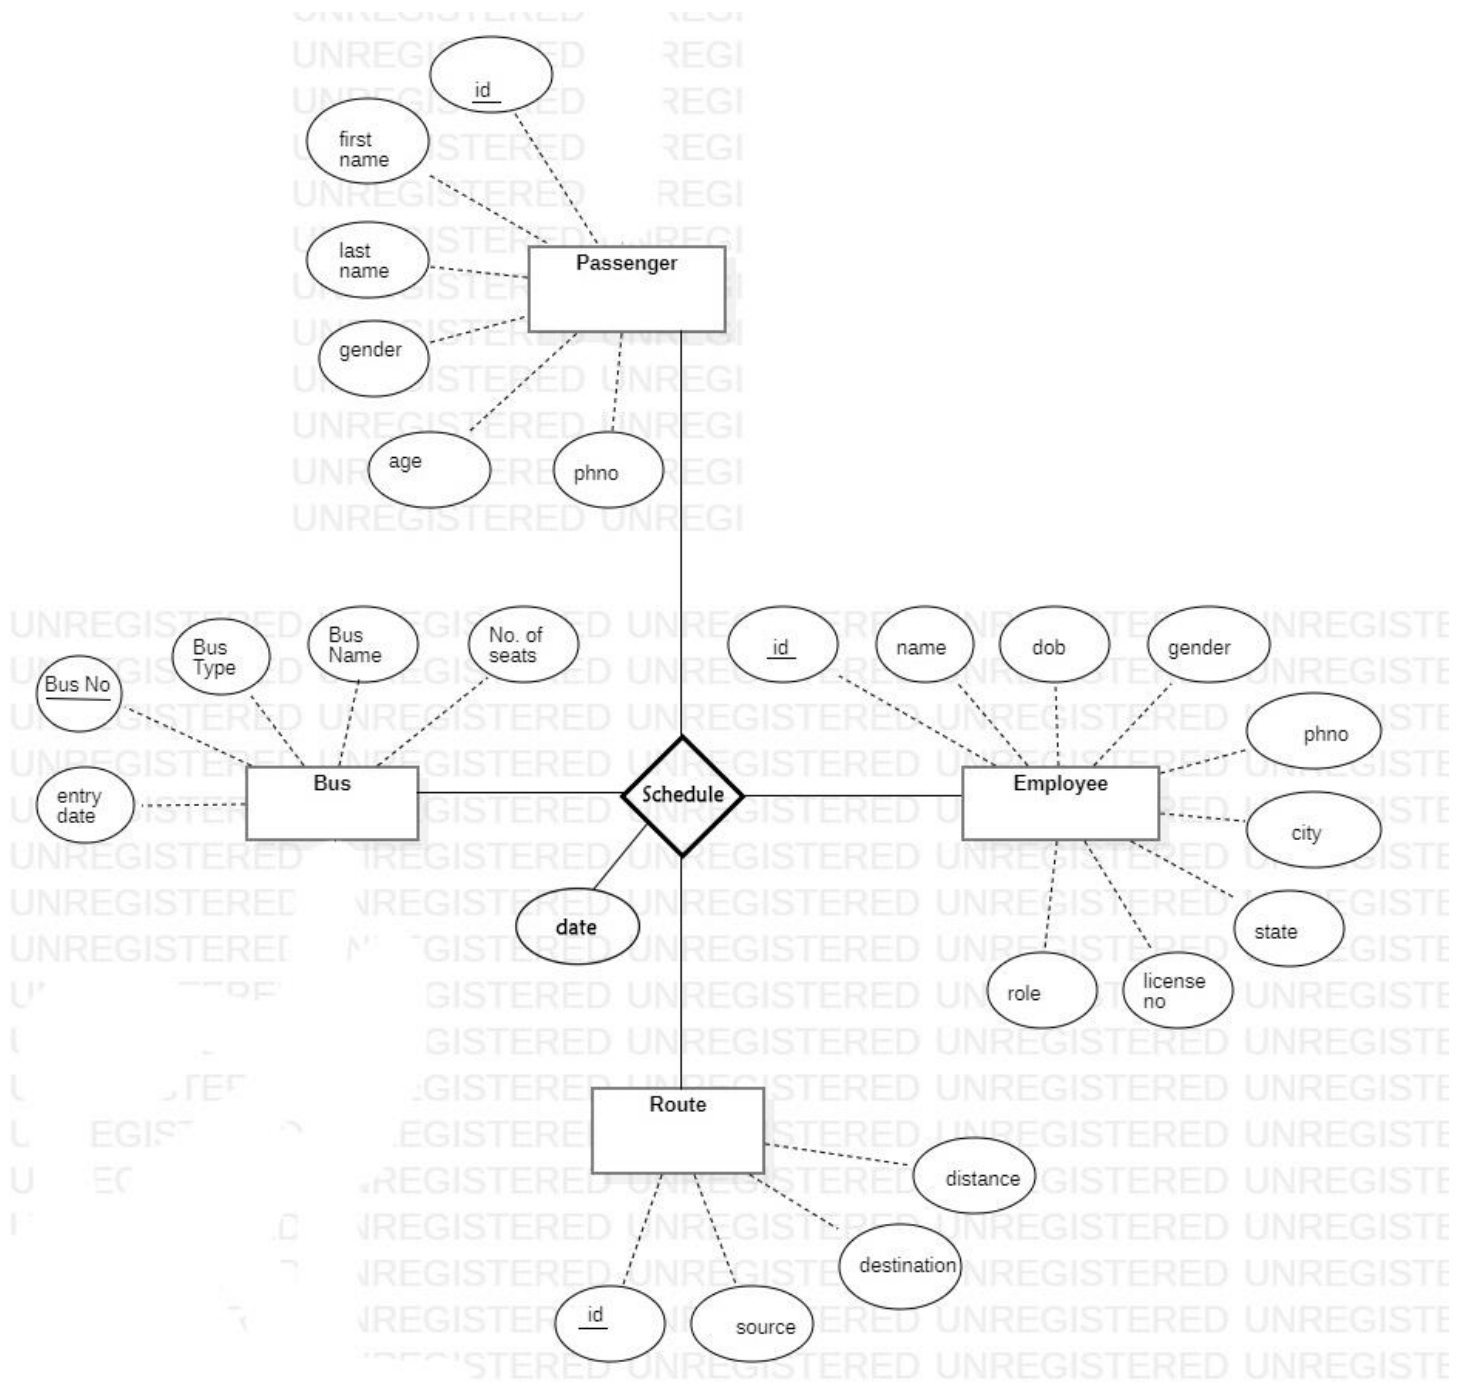 id
first
name
last
name
gender
age
phno
Passenger
Bus No
Bus
Type
Bus
Name
No. of
seats
entry
date
Bus
Schedule
date
id
name
dob
gender
phno
city
state
license
no
role
Employee
Route
id
source
destination
distance
UNREGISTERED